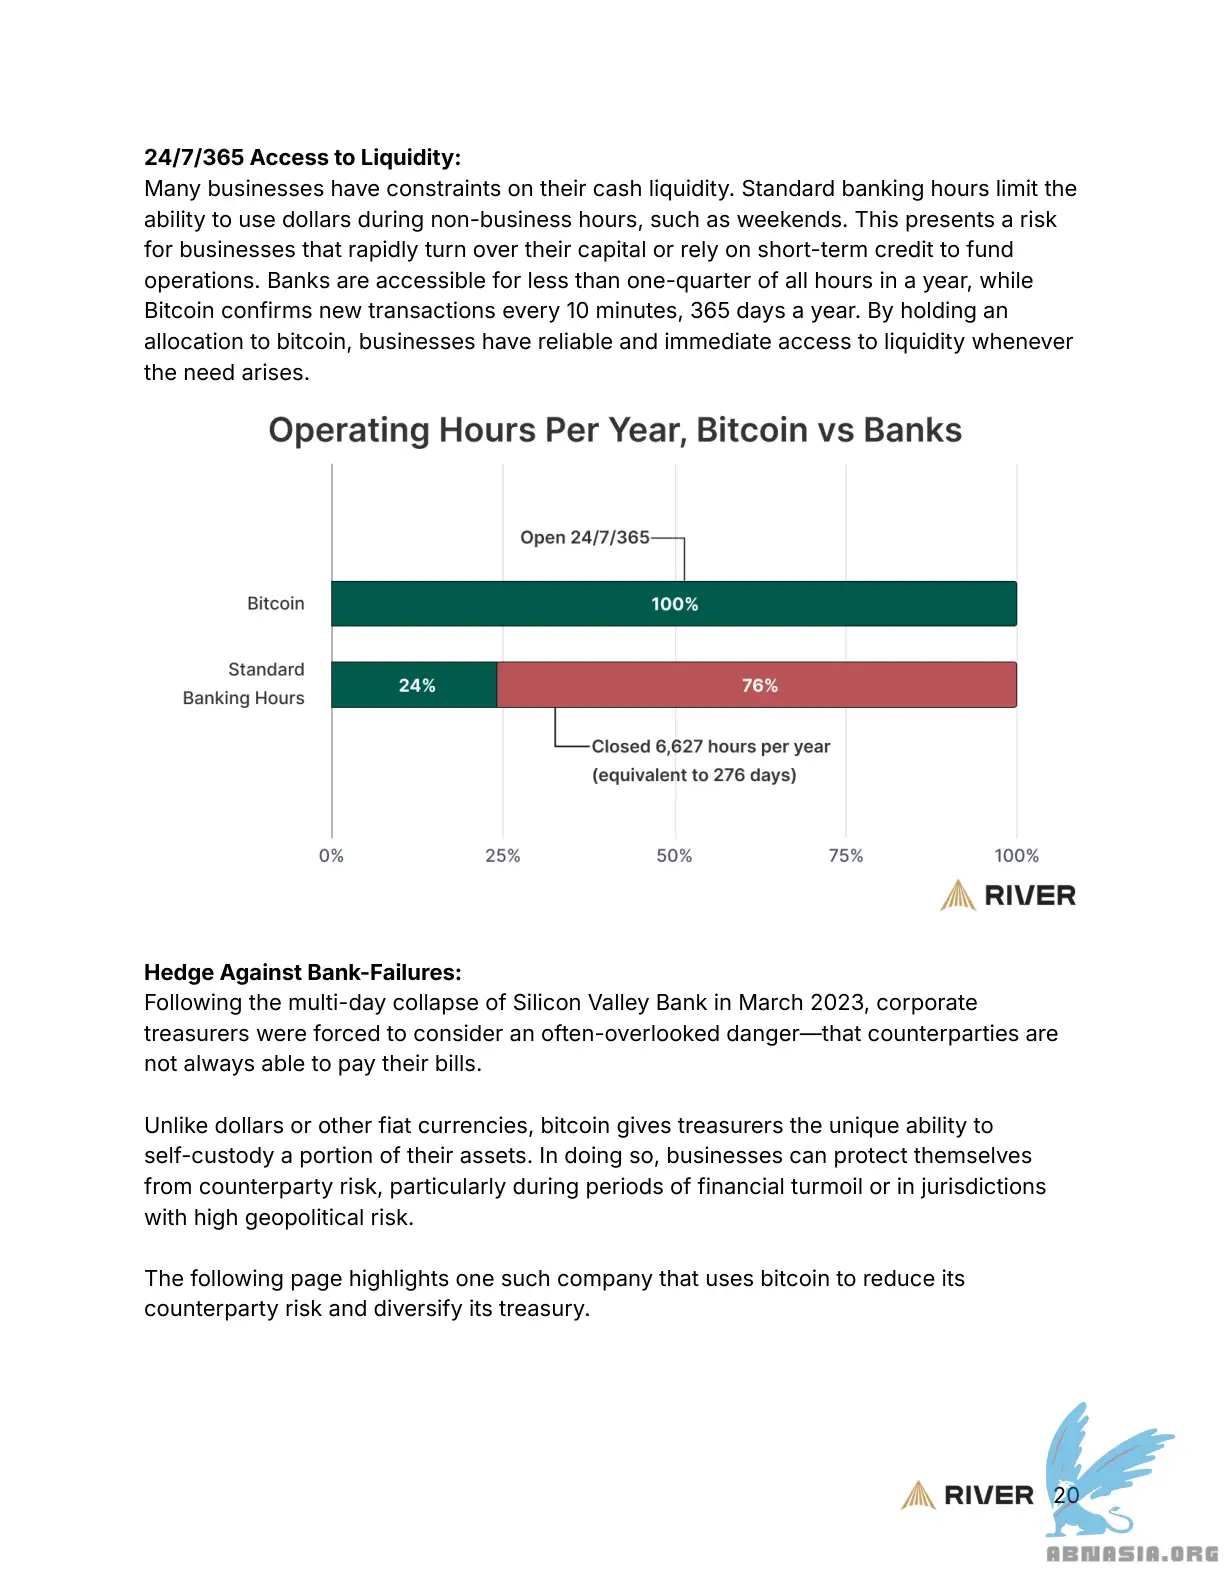 24/7/365 Access to Liquidity:
Many businesses have constraints on their cash liquidity. Standard banking hours limit the
ability to use dollars during non-business hours, such as weekends. This presents a risk
for businesses that rapidly turn over their capital or rely on short-term credit to fund
operations. Banks are accessible for less than one-quarter of all hours in a year, while
Bitcoin confirms new transactions every 10 minutes, 365 days a year. By holding an
allocation to bitcoin, businesses have reliable and immediate access to liquidity whenever
the need arises.
Operating Hours Per Year, Bitcoin vs Banks
Open 24/7/365
Bitcoin
100%
Standard
Banking Hours
24%
76%
Closed 6,627 hours per year
(equivalent to 276 days)
0%
25%
50%
75%
100%
RIVER
Hedge Against Bank-Failures:
Following the multi-day collapse of Silicon Valley Bank in March 2023, corporate
treasurers were forced to consider an often-overlooked danger—that counterparties are
not always able to pay their bills.
Unlike dollars or other fiat currencies, bitcoin gives treasurers the unique ability to
self-custody a portion of their assets. In doing so, businesses can protect themselves
from counterparty risk, particularly during periods of financial turmoil or in jurisdictions
with high geopolitical risk.
The following page highlights one such company that uses bitcoin to reduce its
counterparty risk and diversify its treasury.
RIVER
20
ABNASIA.ORG